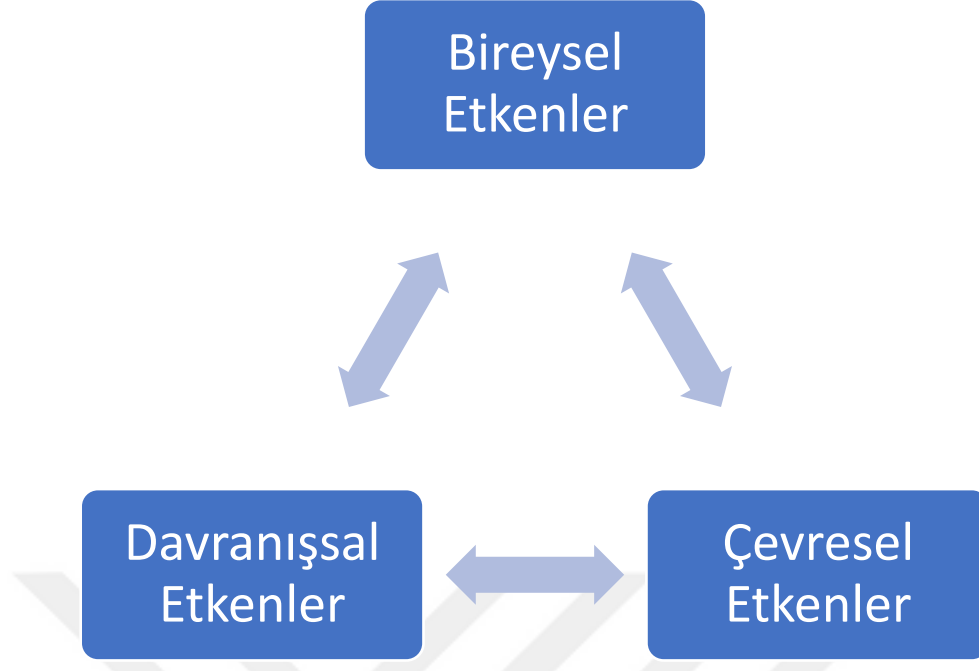 Bireysel
Etkenler
Davranışsal
Etkenler
Çevresel
Etkenler